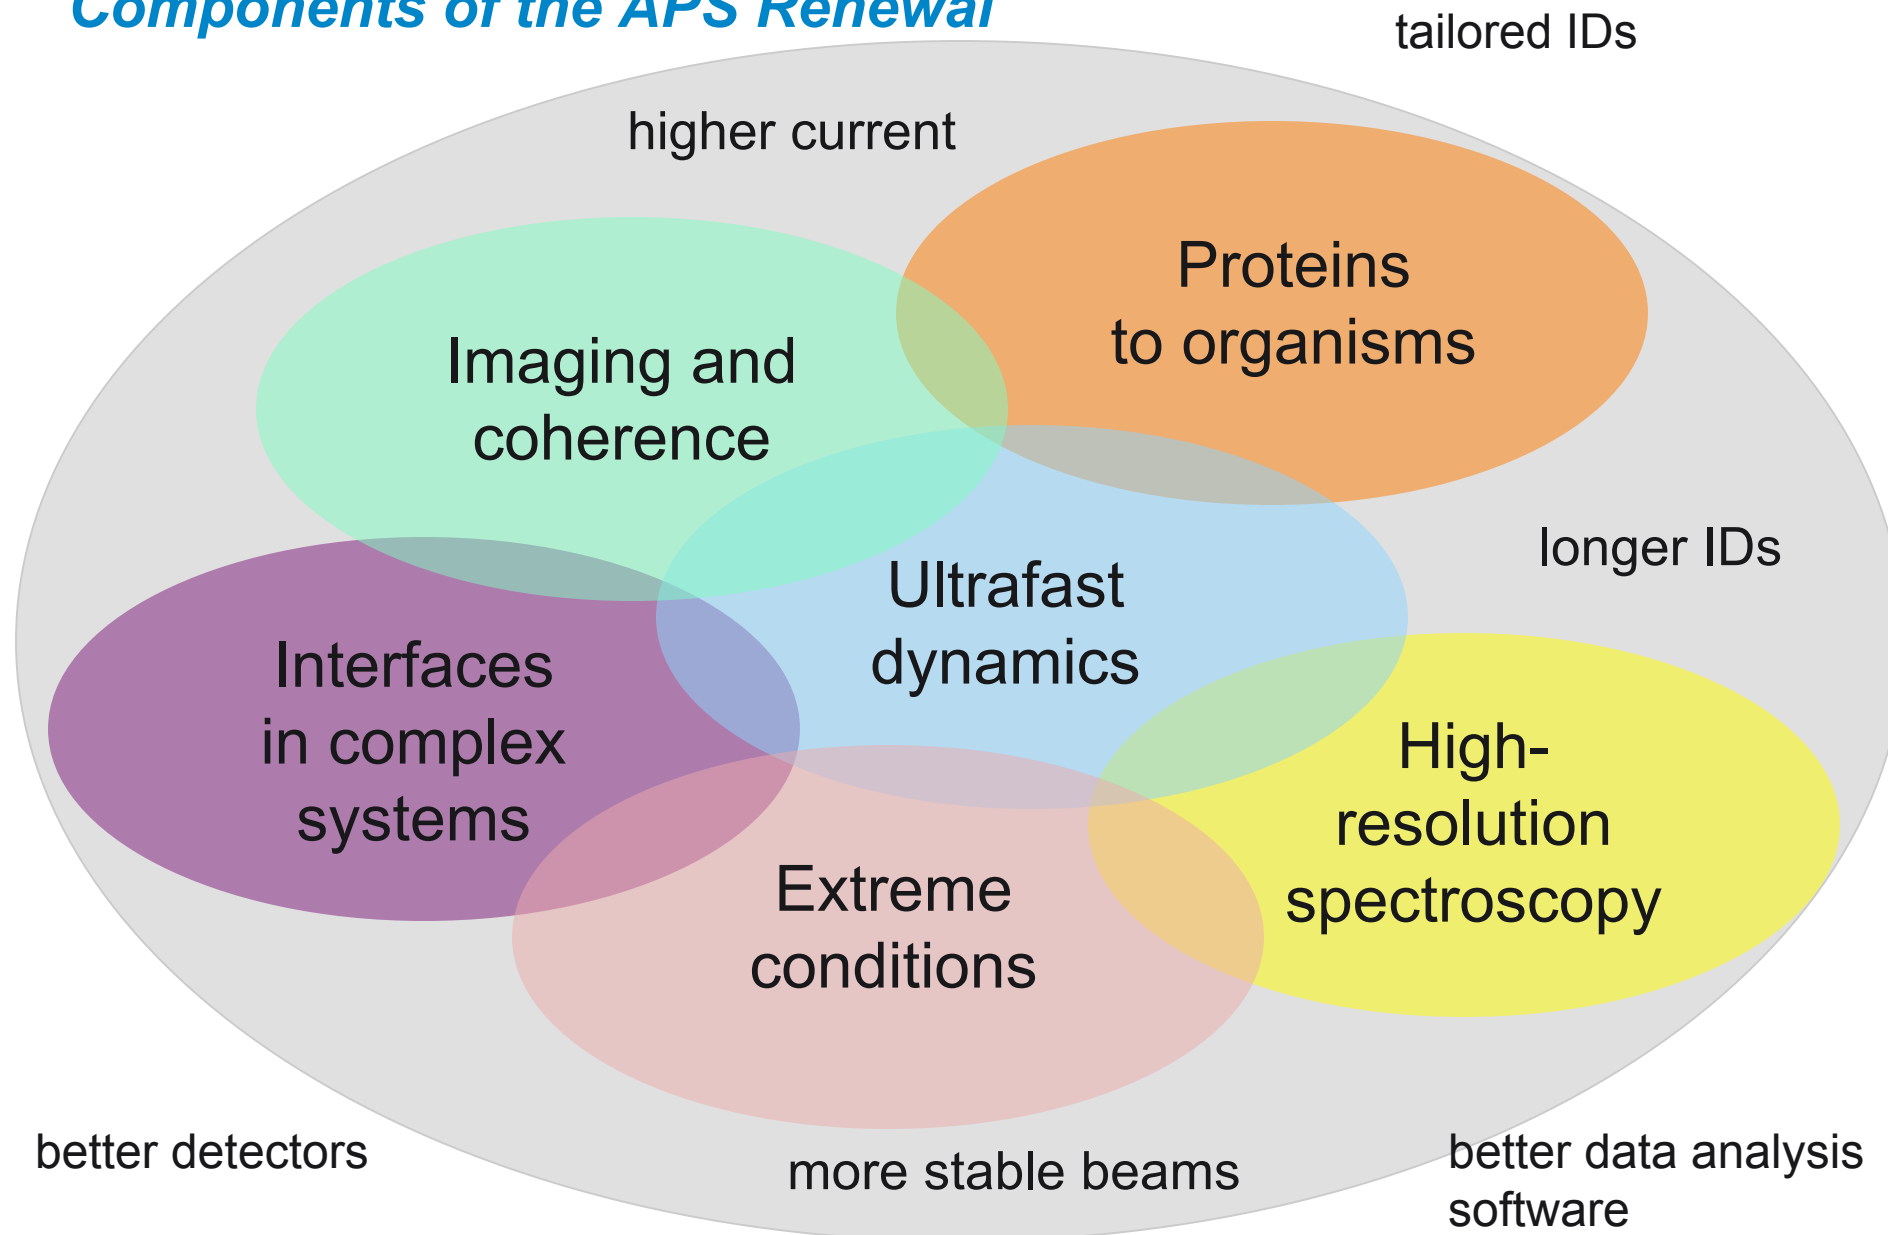 Components of the APS Renewal
tailored IDs
higher current
Proteins
to organisms
Imaging and
coherence
longer IDs
Ultrafast
dynamics
Interfaces
in complex
systems
High-
resolution
spectroscopy
Extreme
conditions
better detectors
more stable beams
better data analysis
software